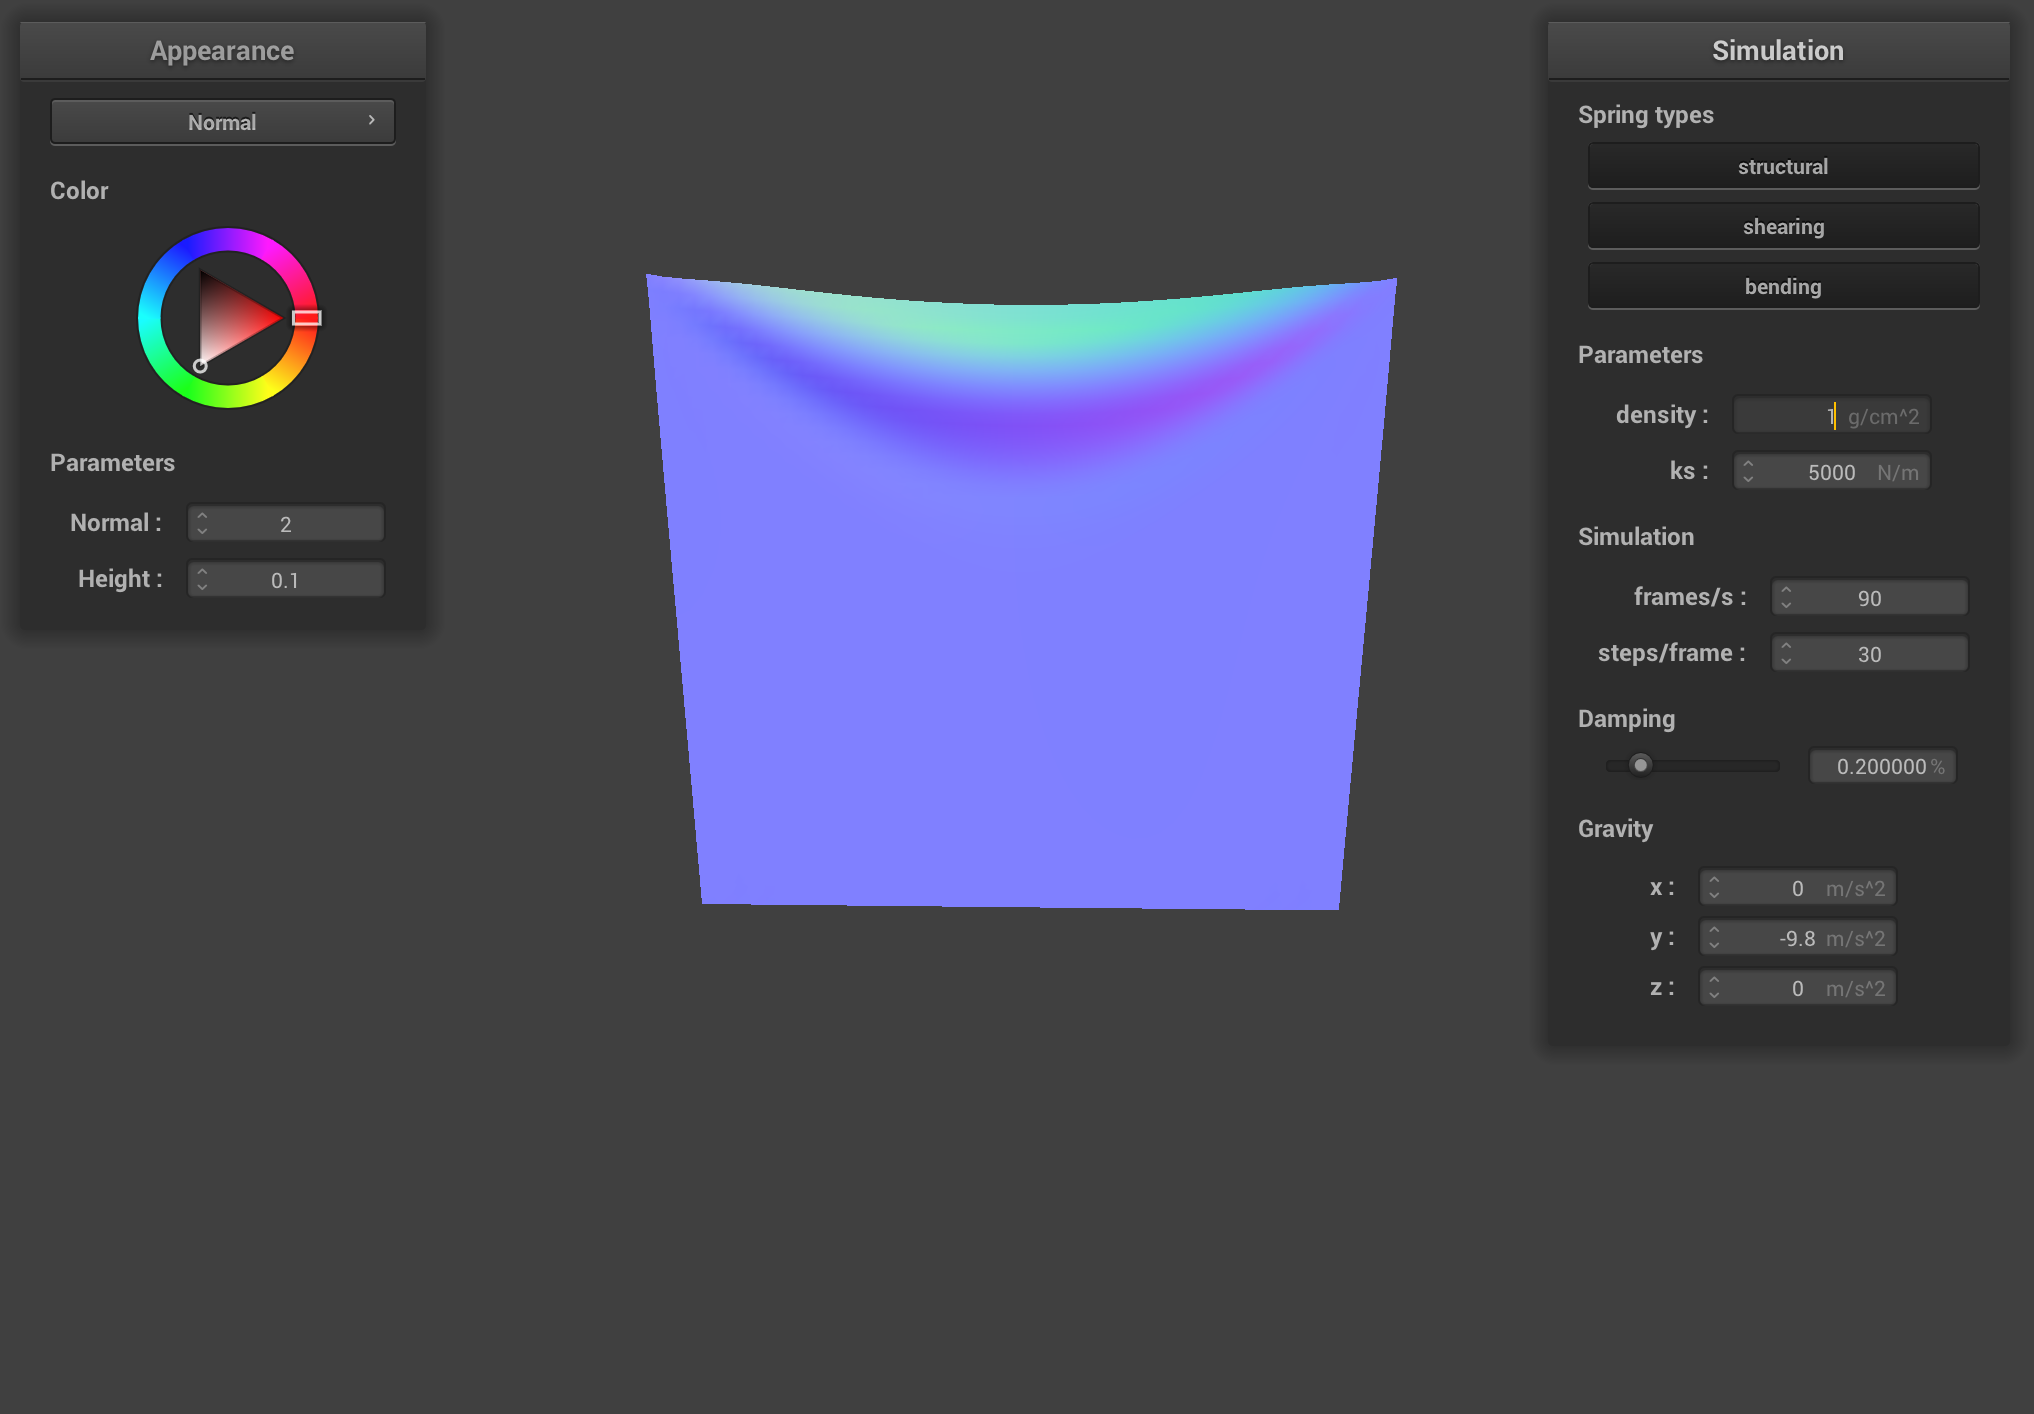 Appearance
Normal
Color
Parameters
Normal : 2
Height : 0.1
Simulation
Spring types
structural
shearing
bending
Parameters
density : 1 g/cm^2
ks : 5000 N/m
Simulation
frames/s : 90
steps/frame : 30
Damping
0.200000 %
Gravity
x : 0 m/s^2
y : -9.8 m/s^2
z : 0 m/s^2